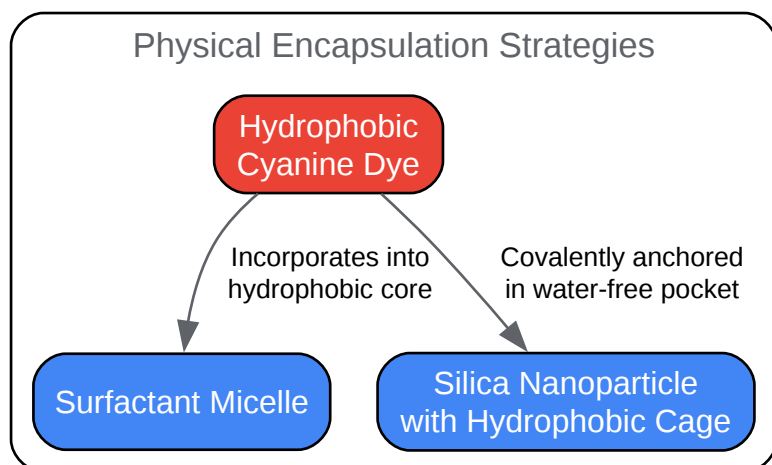 Physical Encapsulation Strategies
Hydrophobic
Cyanine Dye
Incorporates into
hydrophobic core
Covalently anchored
in water-free pocket
Surfactant Micelle
Silica Nanoparticle
with Hydrophobic Cage